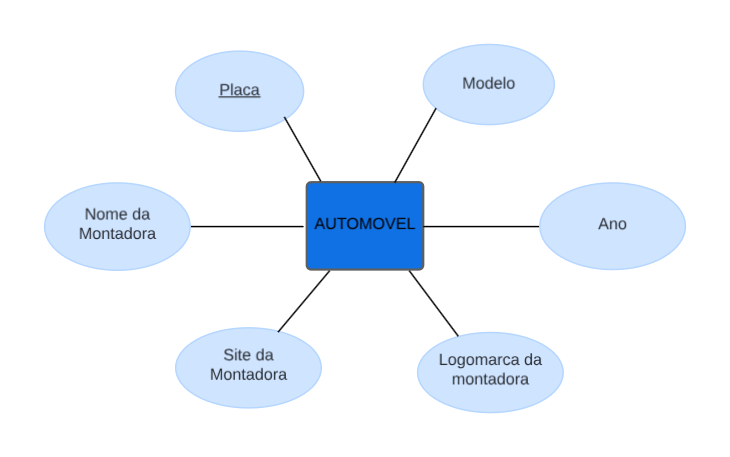 Placa
Modelo
Nome da
Montadora
AUTOMOVEL
Ano
Site da
Montadora
Logomarca da
montadora